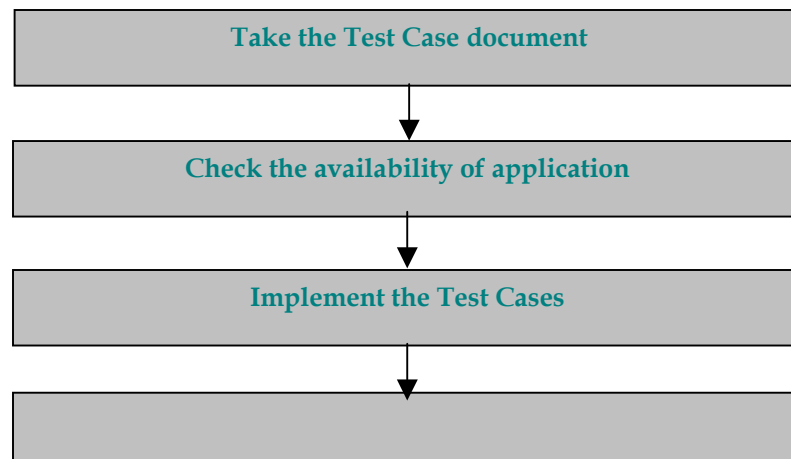 Take the Test Case document
Check the availability of application
Implement the Test Cases